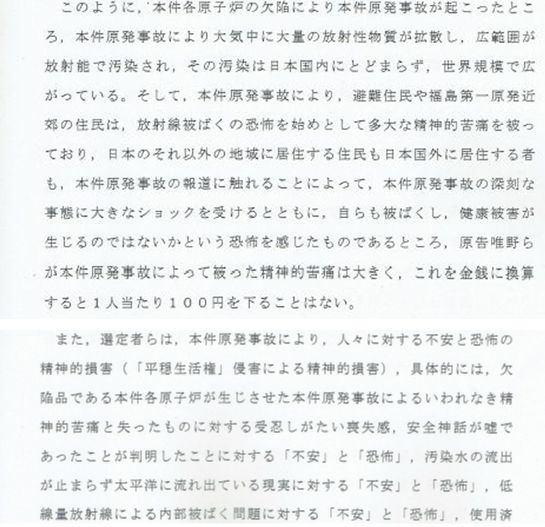 このように，本件各原子炉の欠陥により本件原発事故が起こったとこ
ろ，本件原発事故により大気中に大量の放射性物質が拡散し，広範囲が
放射能で汚染され，その汚染は日本国内にとどまらず，世界規模で広
がっている。そして，本件原発事故により，避難住民や福島第一原発近
郊の住民は，放射線被ばくの恐怖を始めとして多大な精神的苦痛を被っ
ており，日本のそれ以外の地域に居住する住民も日本国外に居住する者
も，本件原発事故の報道に触れることによって，本件原発事故の深刻な
事態に大きなショックを受けるとともに，自らも被ばくし，健康被害が
生じるのではないかという恐怖を感じたものであるところ，原告唯野ら
が本件原発事故によって被った精神的苦痛は大きく，これを金銭に換算
すると１人当たり１００円を下ることはない。
また，選定者らは，本件原発事故により，人々に対する不安と恐怖の
精神的損害（「平穏生活権」侵害による精神的損害），具体的には，欠
陥品である本件各原子炉が生じさせた本件原発事故によるいわれなき精
神的苦痛と失ったものに対する受忍しがたい喪失感，安全神話が嘘で
あったことが判明したことに対する「不安」と「恐怖」，汚染水の流出
が止まらず太平洋に流れ出ている現実に対する「不安」と「恐怖」，低
線量放射線による内部被ばく問題に対する「不安」と「恐怖」，使用済